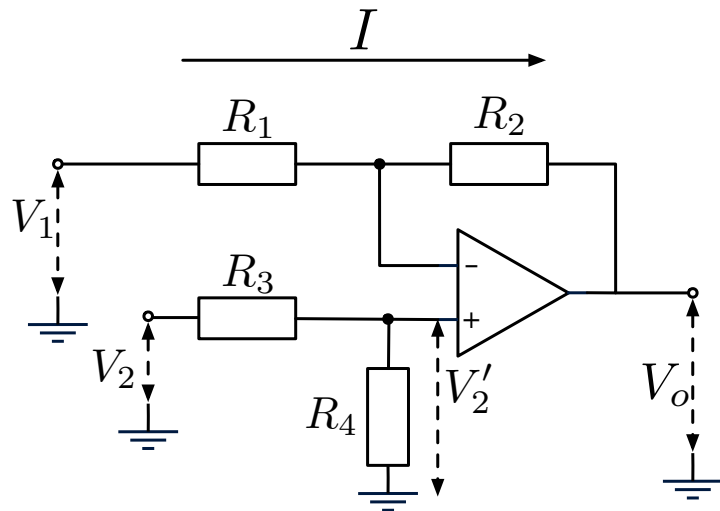 I
R₁
R₂
V₁
−
R₃
+
V₂
R₄
V₂′
Vₒ